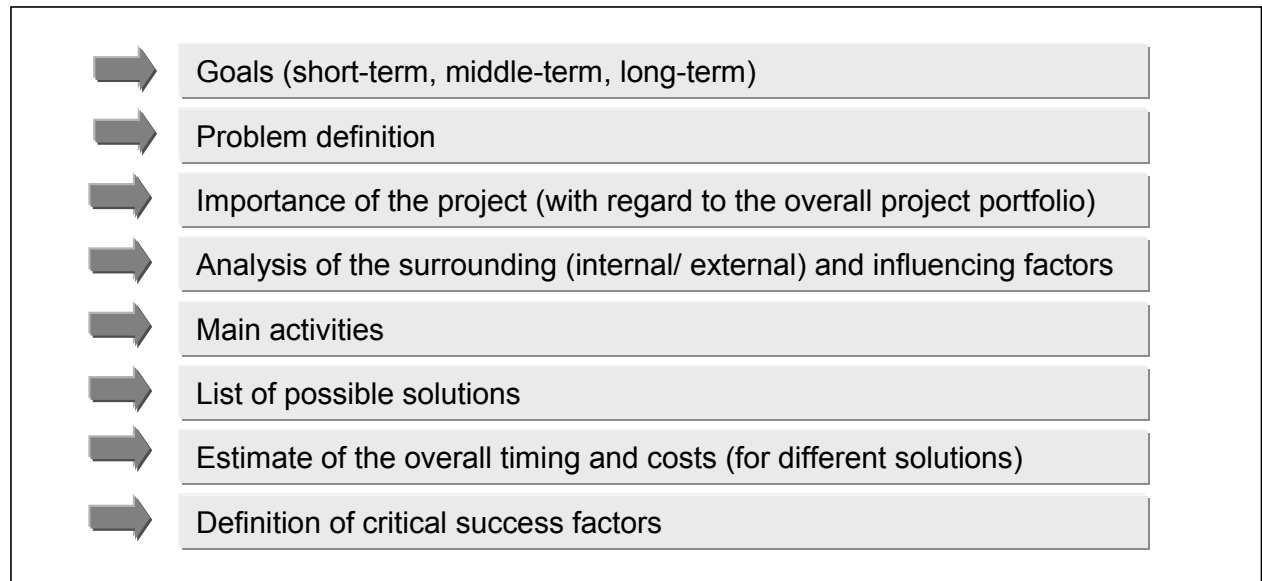 Goals (short-term, middle-term, long-term)
Problem definition
Importance of the project (with regard to the overall project portfolio)
Analysis of the surrounding (internal/ external) and influencing factors
Main activities
List of possible solutions
Estimate of the overall timing and costs (for different solutions)
Definition of critical success factors